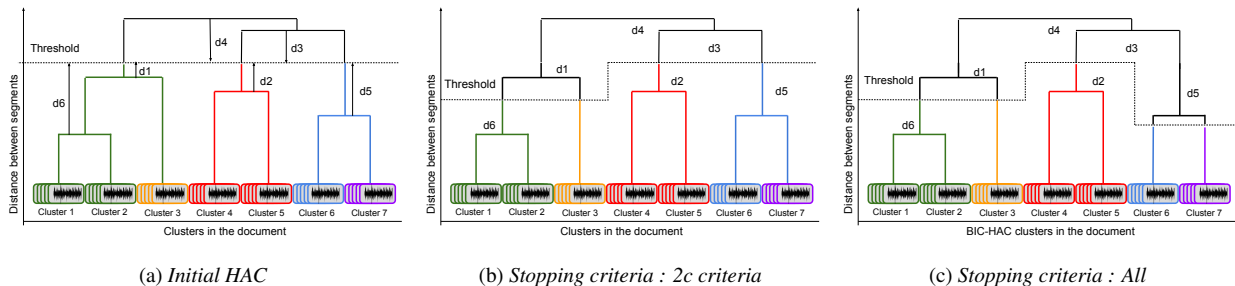 Distance between segments
Threshold
d4
d3
d1
d2
d6
d5
Cluster 1 Cluster 2 Cluster 3 Cluster 4 Cluster 5 Cluster 6 Cluster 7
Clusters in the document
(a) Initial HAC
Distance between segments
d4
d3
d1
Threshold
d2
d5
d6
Cluster 1 Cluster 2 Cluster 3 Cluster 4 Cluster 5 Cluster 6 Cluster 7
Clusters in the document
(b) Stopping criteria : 2c criteria
Distance between segments
d4
d3
d1
Threshold
d2
d5
d6
Cluster 1 Cluster 2 Cluster 3 Cluster 4 Cluster 5 Cluster 6 Cluster 7
BIC-HAC clusters in the document
(c) Stopping criteria : All